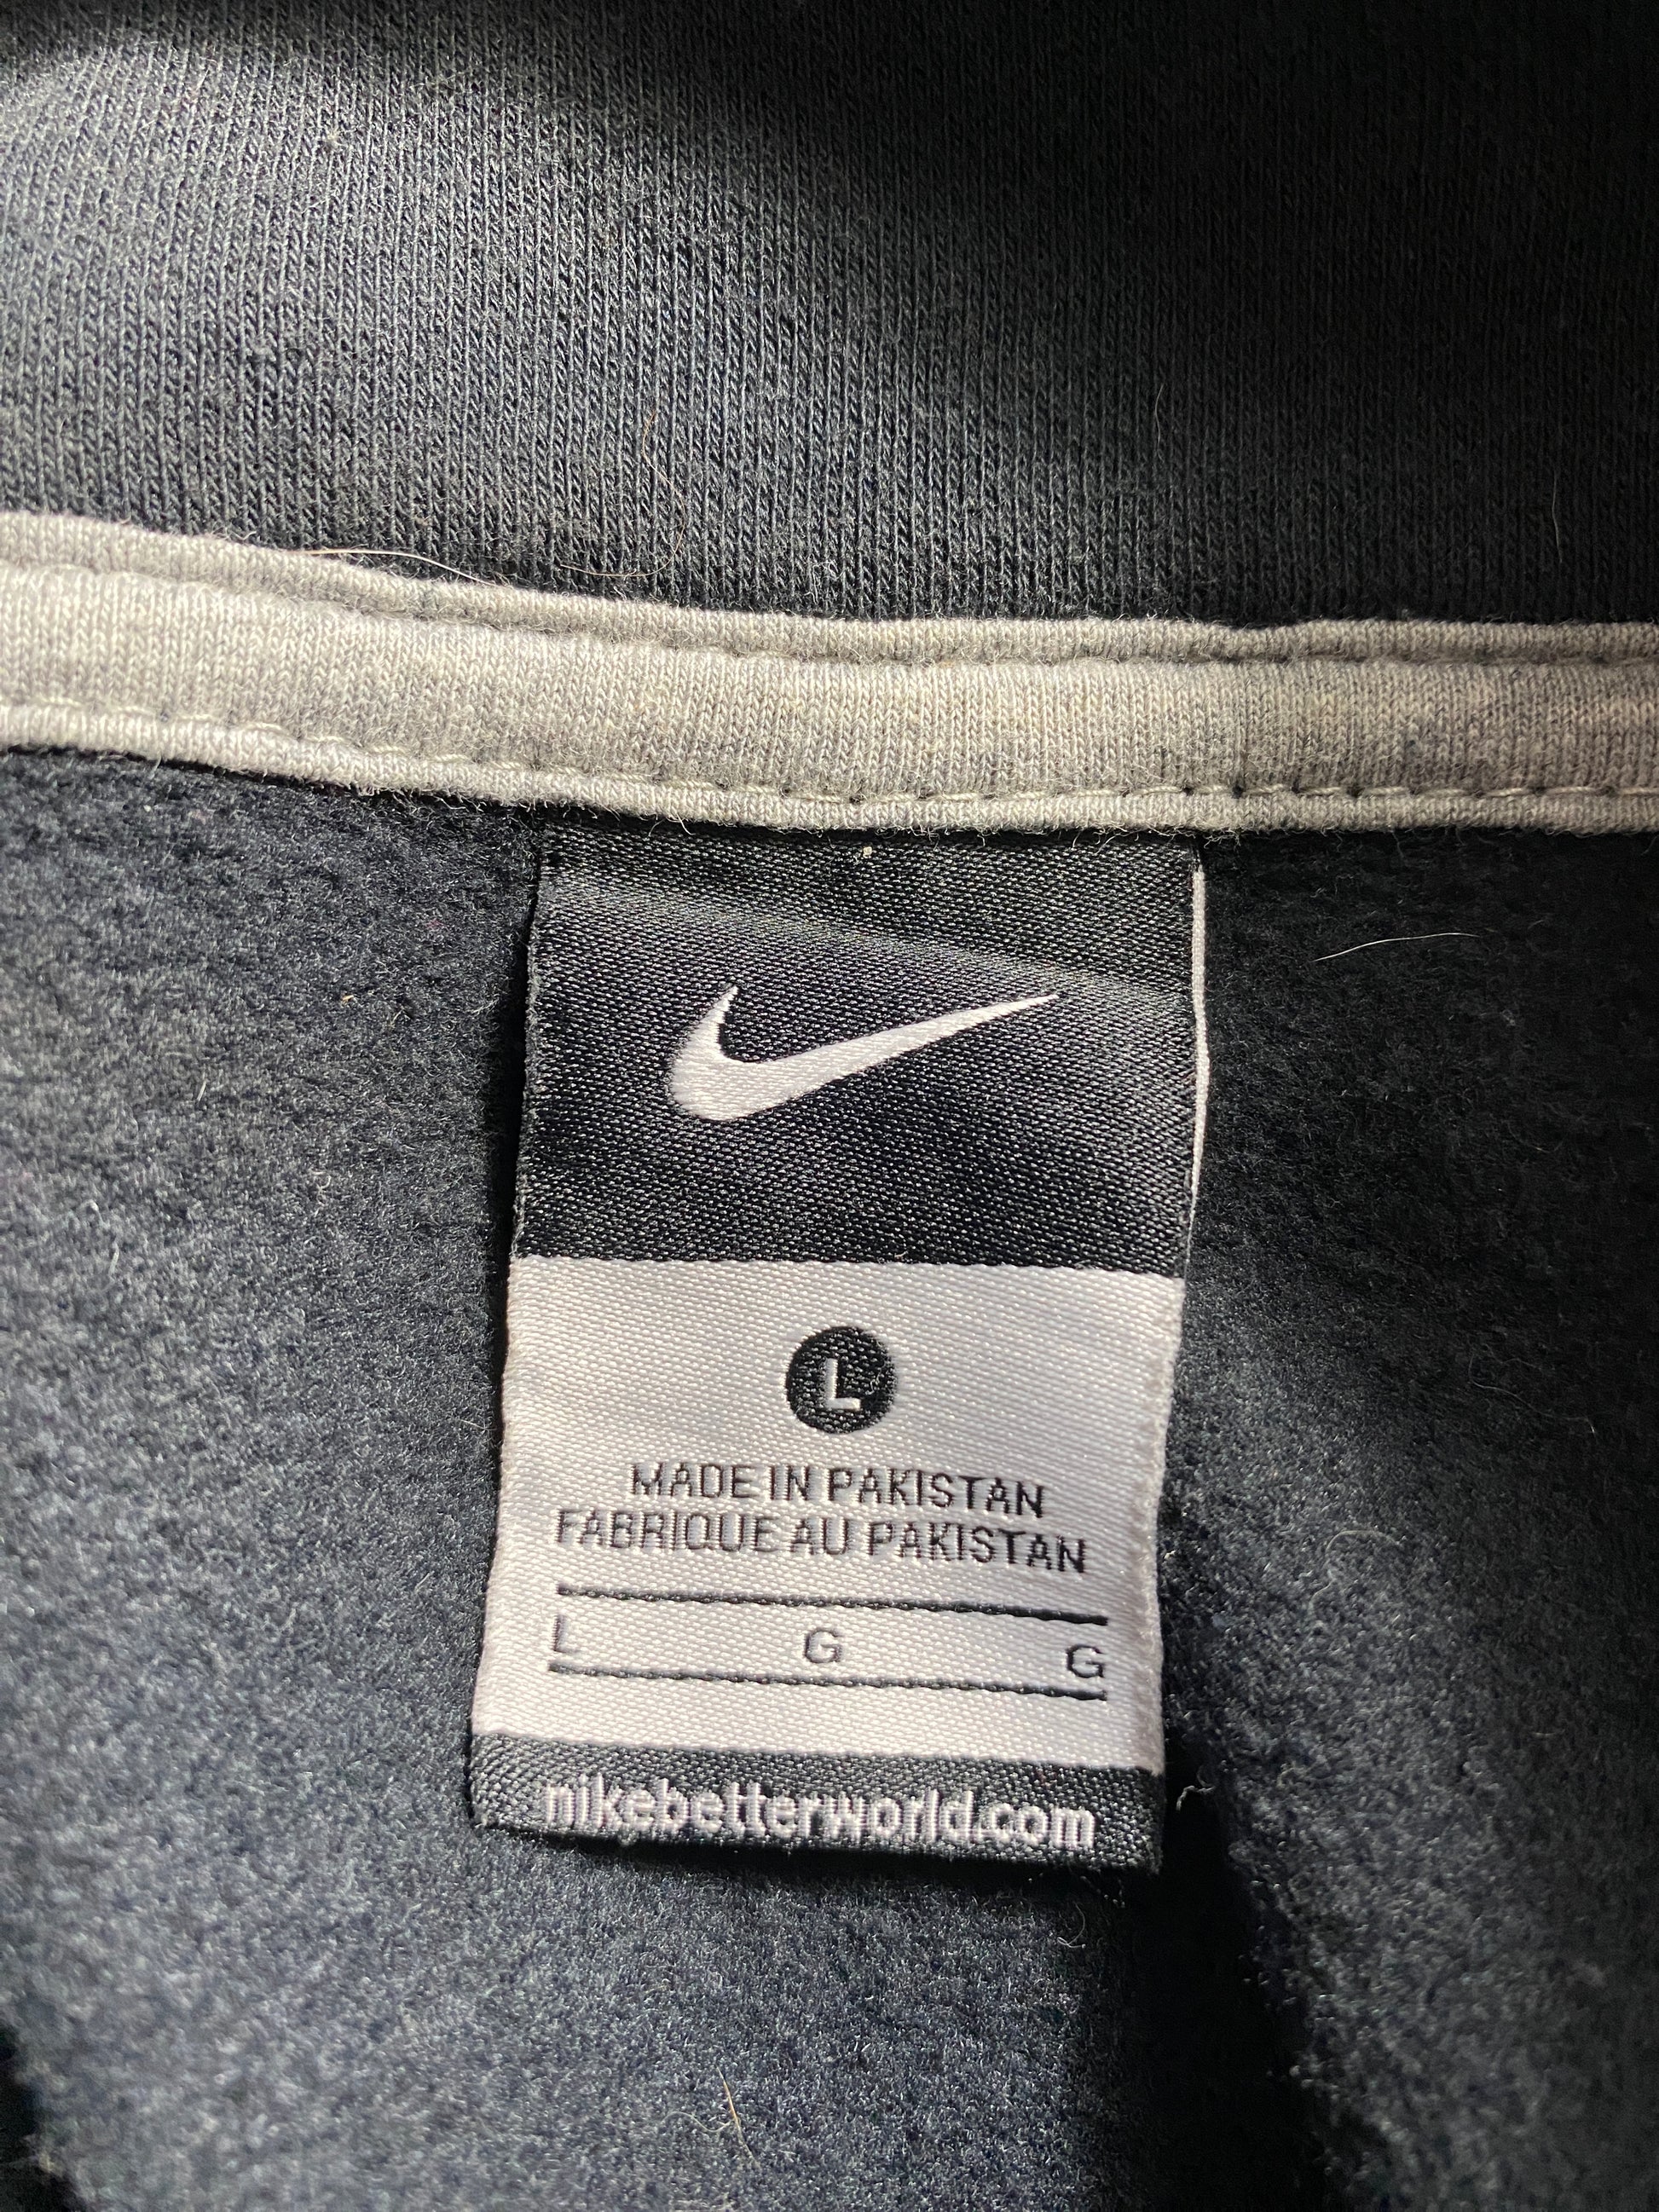 L
MADE IN PAKISTAN
FABRIQUE AU PAKISTAN
L G G
nikebetterworld.com